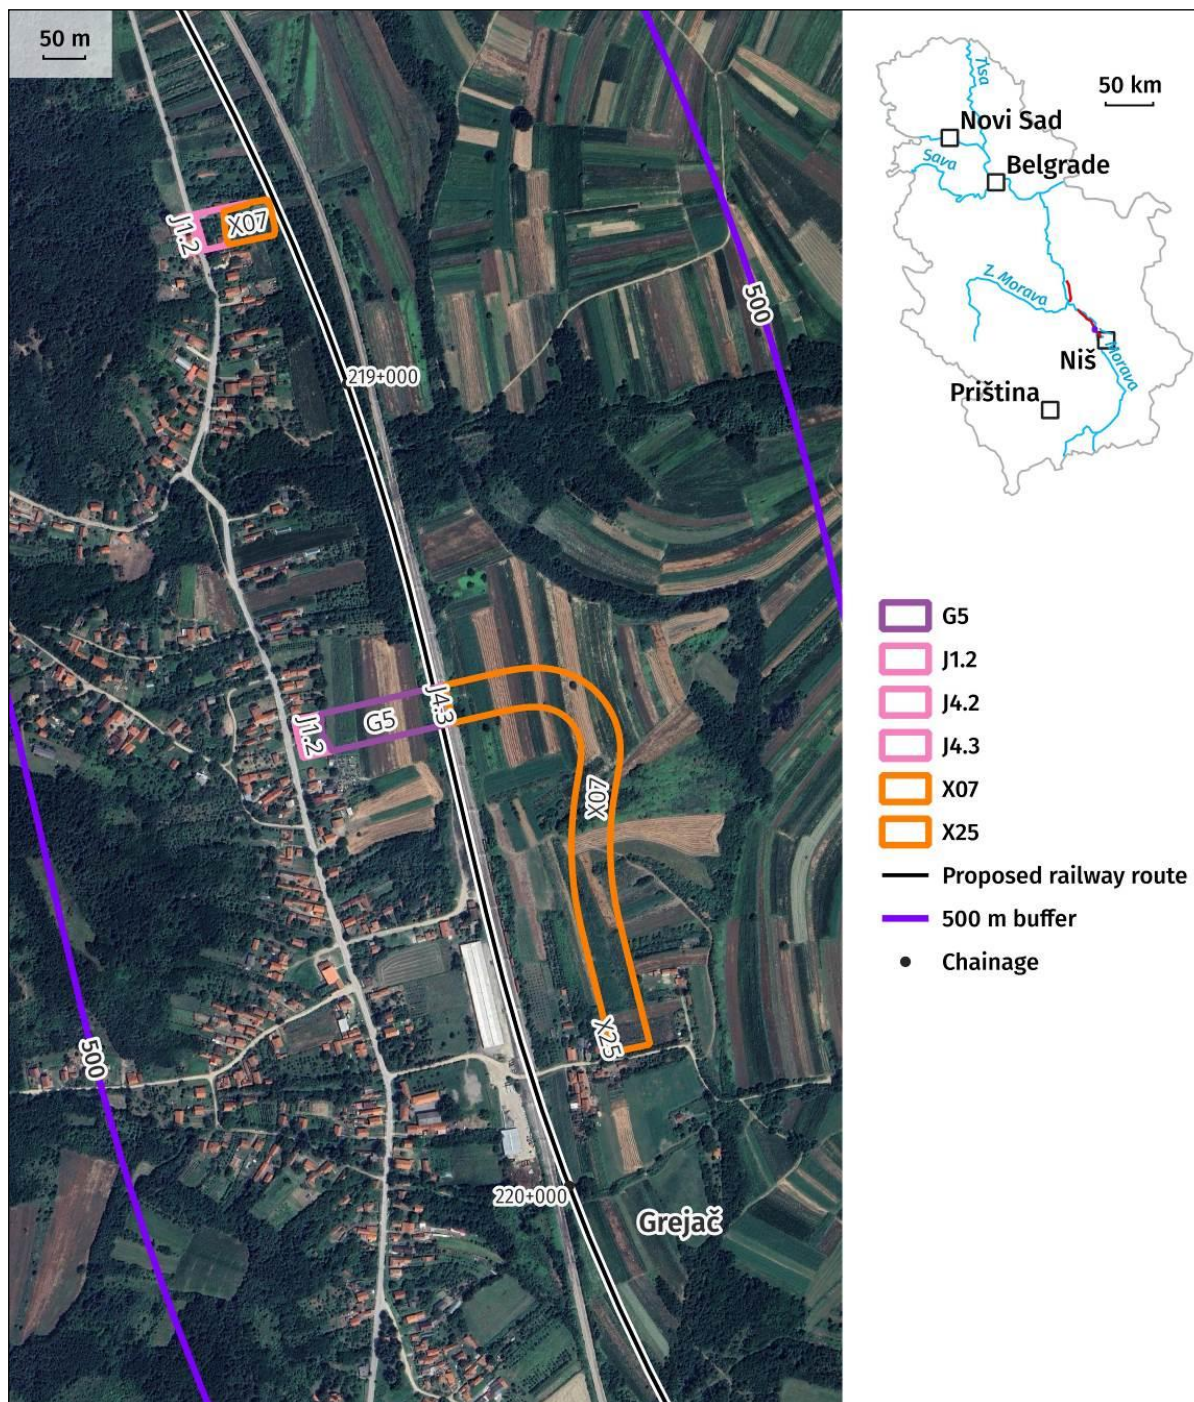 50 m
J1.2
X07
500
219+000
J1.2
G5
J4.3
X07
X25
500
220+000
Grejač
Tisa
50 km
Novi Sad
Sava
Belgrade
Z. Morava
Niš
Morava
Priština
G5
J1.2
J4.2
J4.3
X07
X25
Proposed railway route
500 m buffer
Chainage